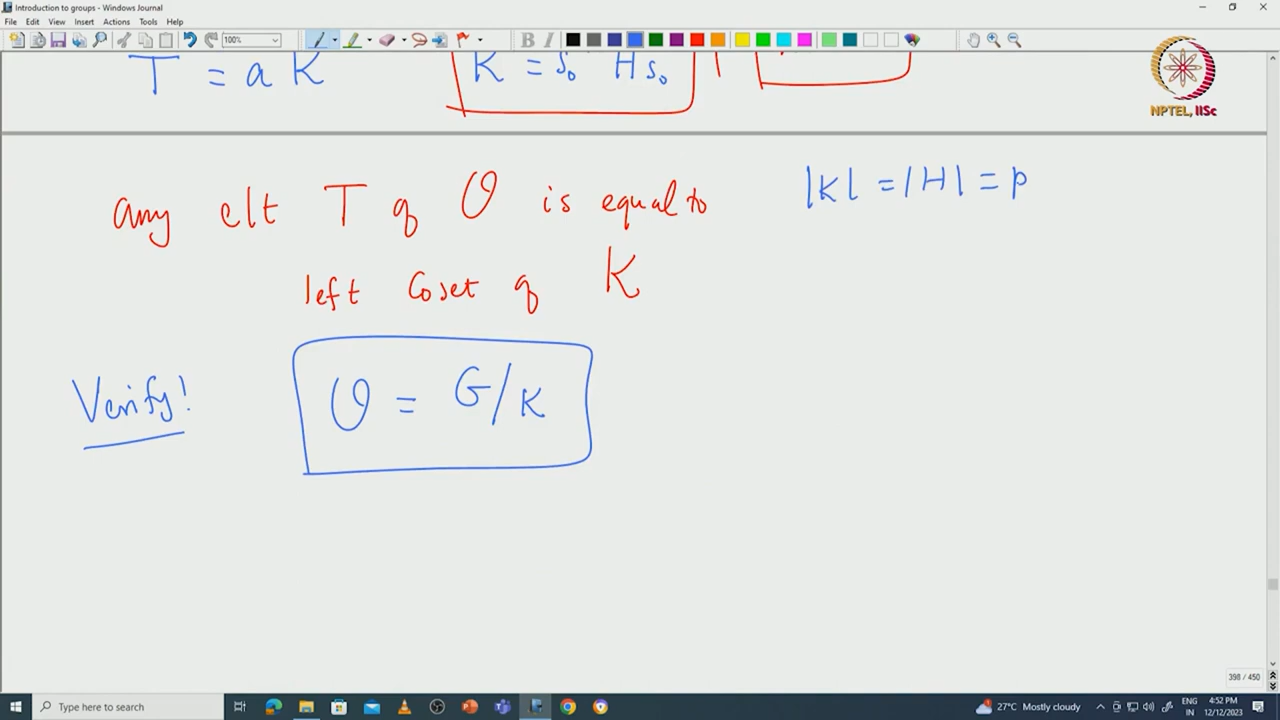 Introduction to groups - Windows Journal
File Edit View Insert Actions Tools Help
100%
B I
NPTEL, IISc
T = a K K = s₀ H s₀
any elt T of O is equal to
|K| = |H| = p
left coset of K
Verify! O = G/K
398 / 450
Type here to search
27°C Mostly cloudy
ENG
IN
4:52 PM
12/12/2023